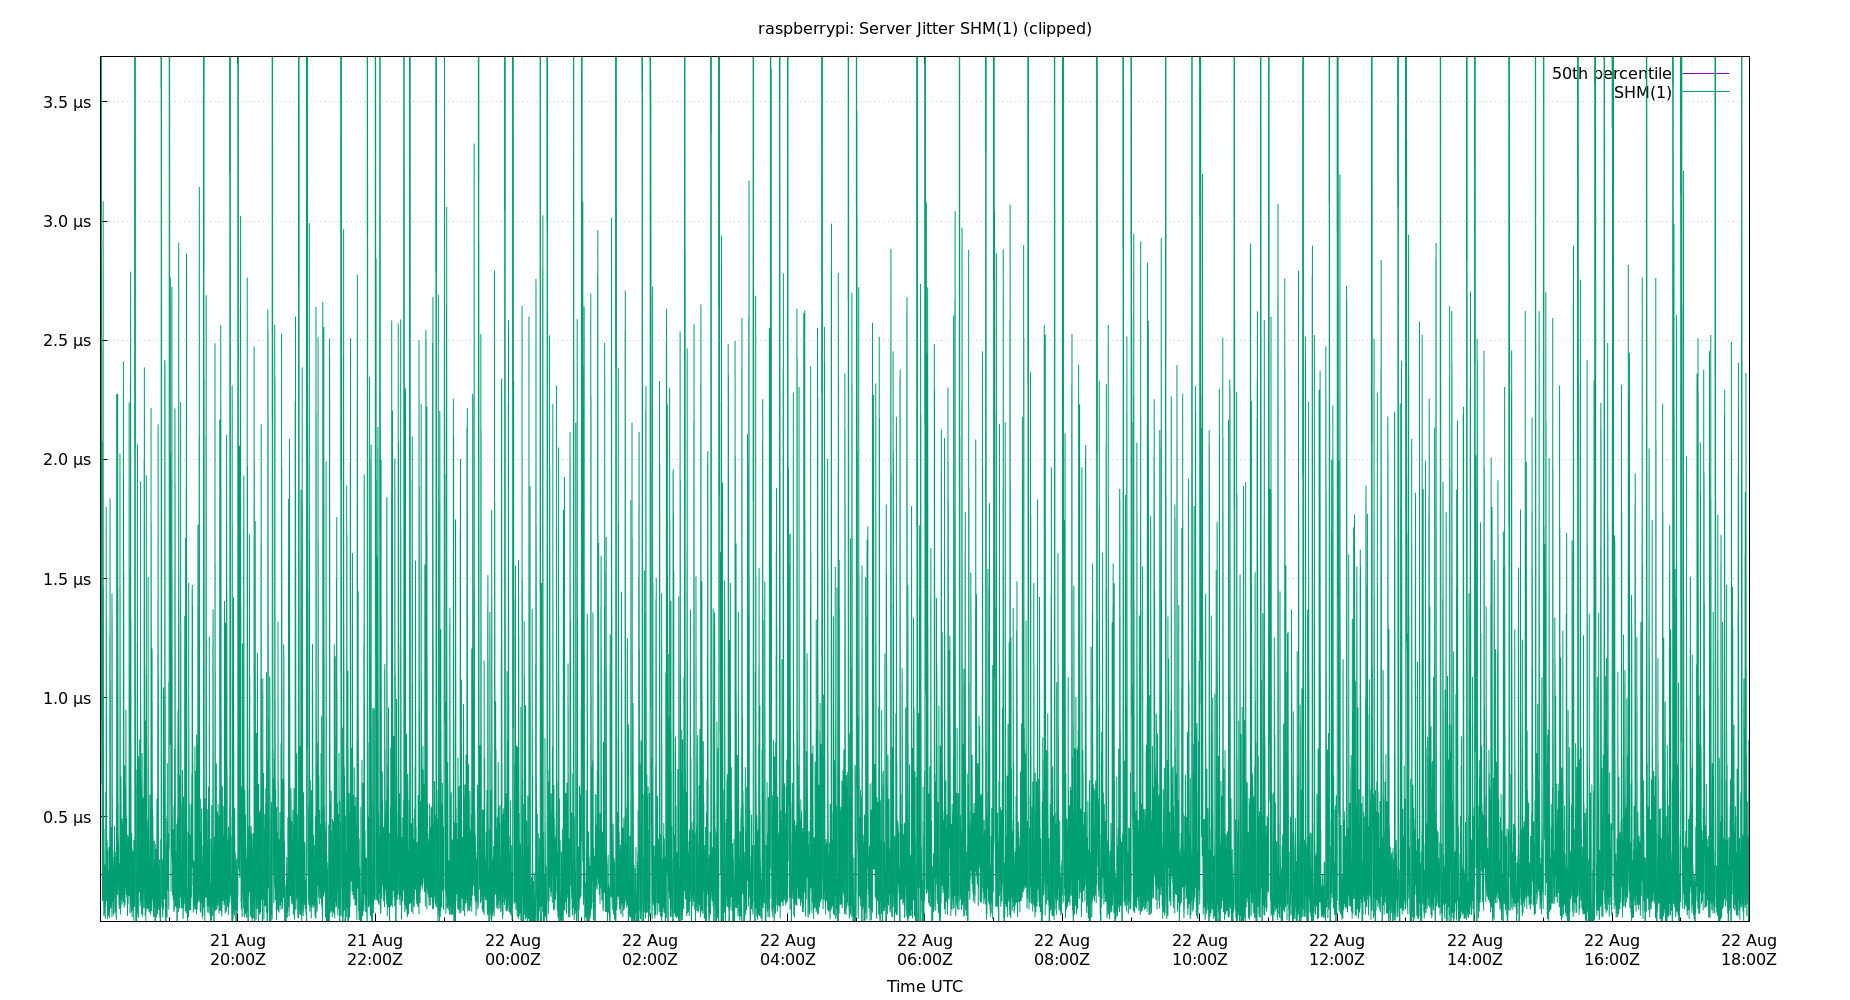 raspberrypi: Server Jitter SHM(1) (clipped)
50th percentile
SHM(1)
3.5 µs
3.0 µs
2.5 µs
2.0 µs
1.5 µs
1.0 µs
0.5 µs
21 Aug 21 Aug 22 Aug 22 Aug 22 Aug 22 Aug 22 Aug 22 Aug 22 Aug 22 Aug 22 Aug 22 Aug
20:00Z 22:00Z 00:00Z 02:00Z 04:00Z 06:00Z 08:00Z 10:00Z 12:00Z 14:00Z 16:00Z 18:00Z
Time UTC